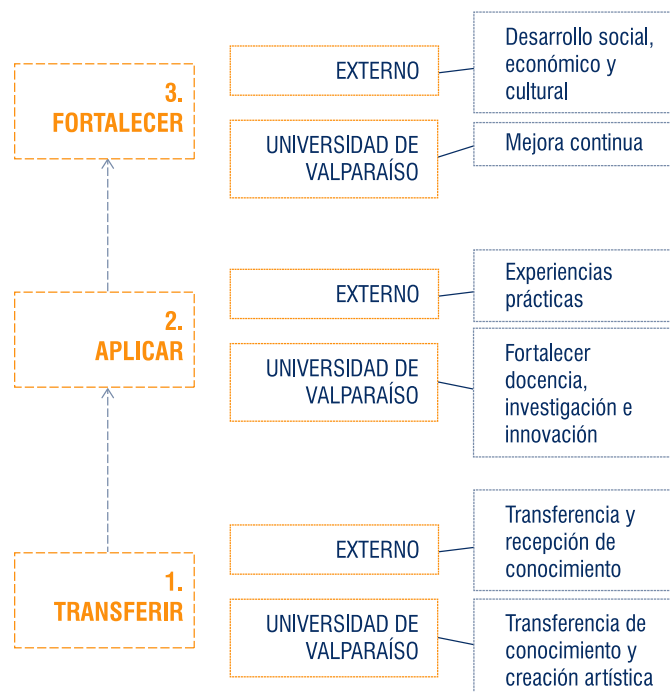 3.
FORTALECER
EXTERNO
Desarrollo social,
económico y
cultural
UNIVERSIDAD DE
VALPARAÍSO
Mejora continua
2.
APLICAR
EXTERNO
Experiencias
prácticas
UNIVERSIDAD DE
VALPARAÍSO
Fortalecer
docencia,
investigación e
innovación
1.
TRANSFERIR
EXTERNO
Transferencia y
recepción de
conocimiento
UNIVERSIDAD DE
VALPARAÍSO
Transferencia de
conocimiento y
creación artística